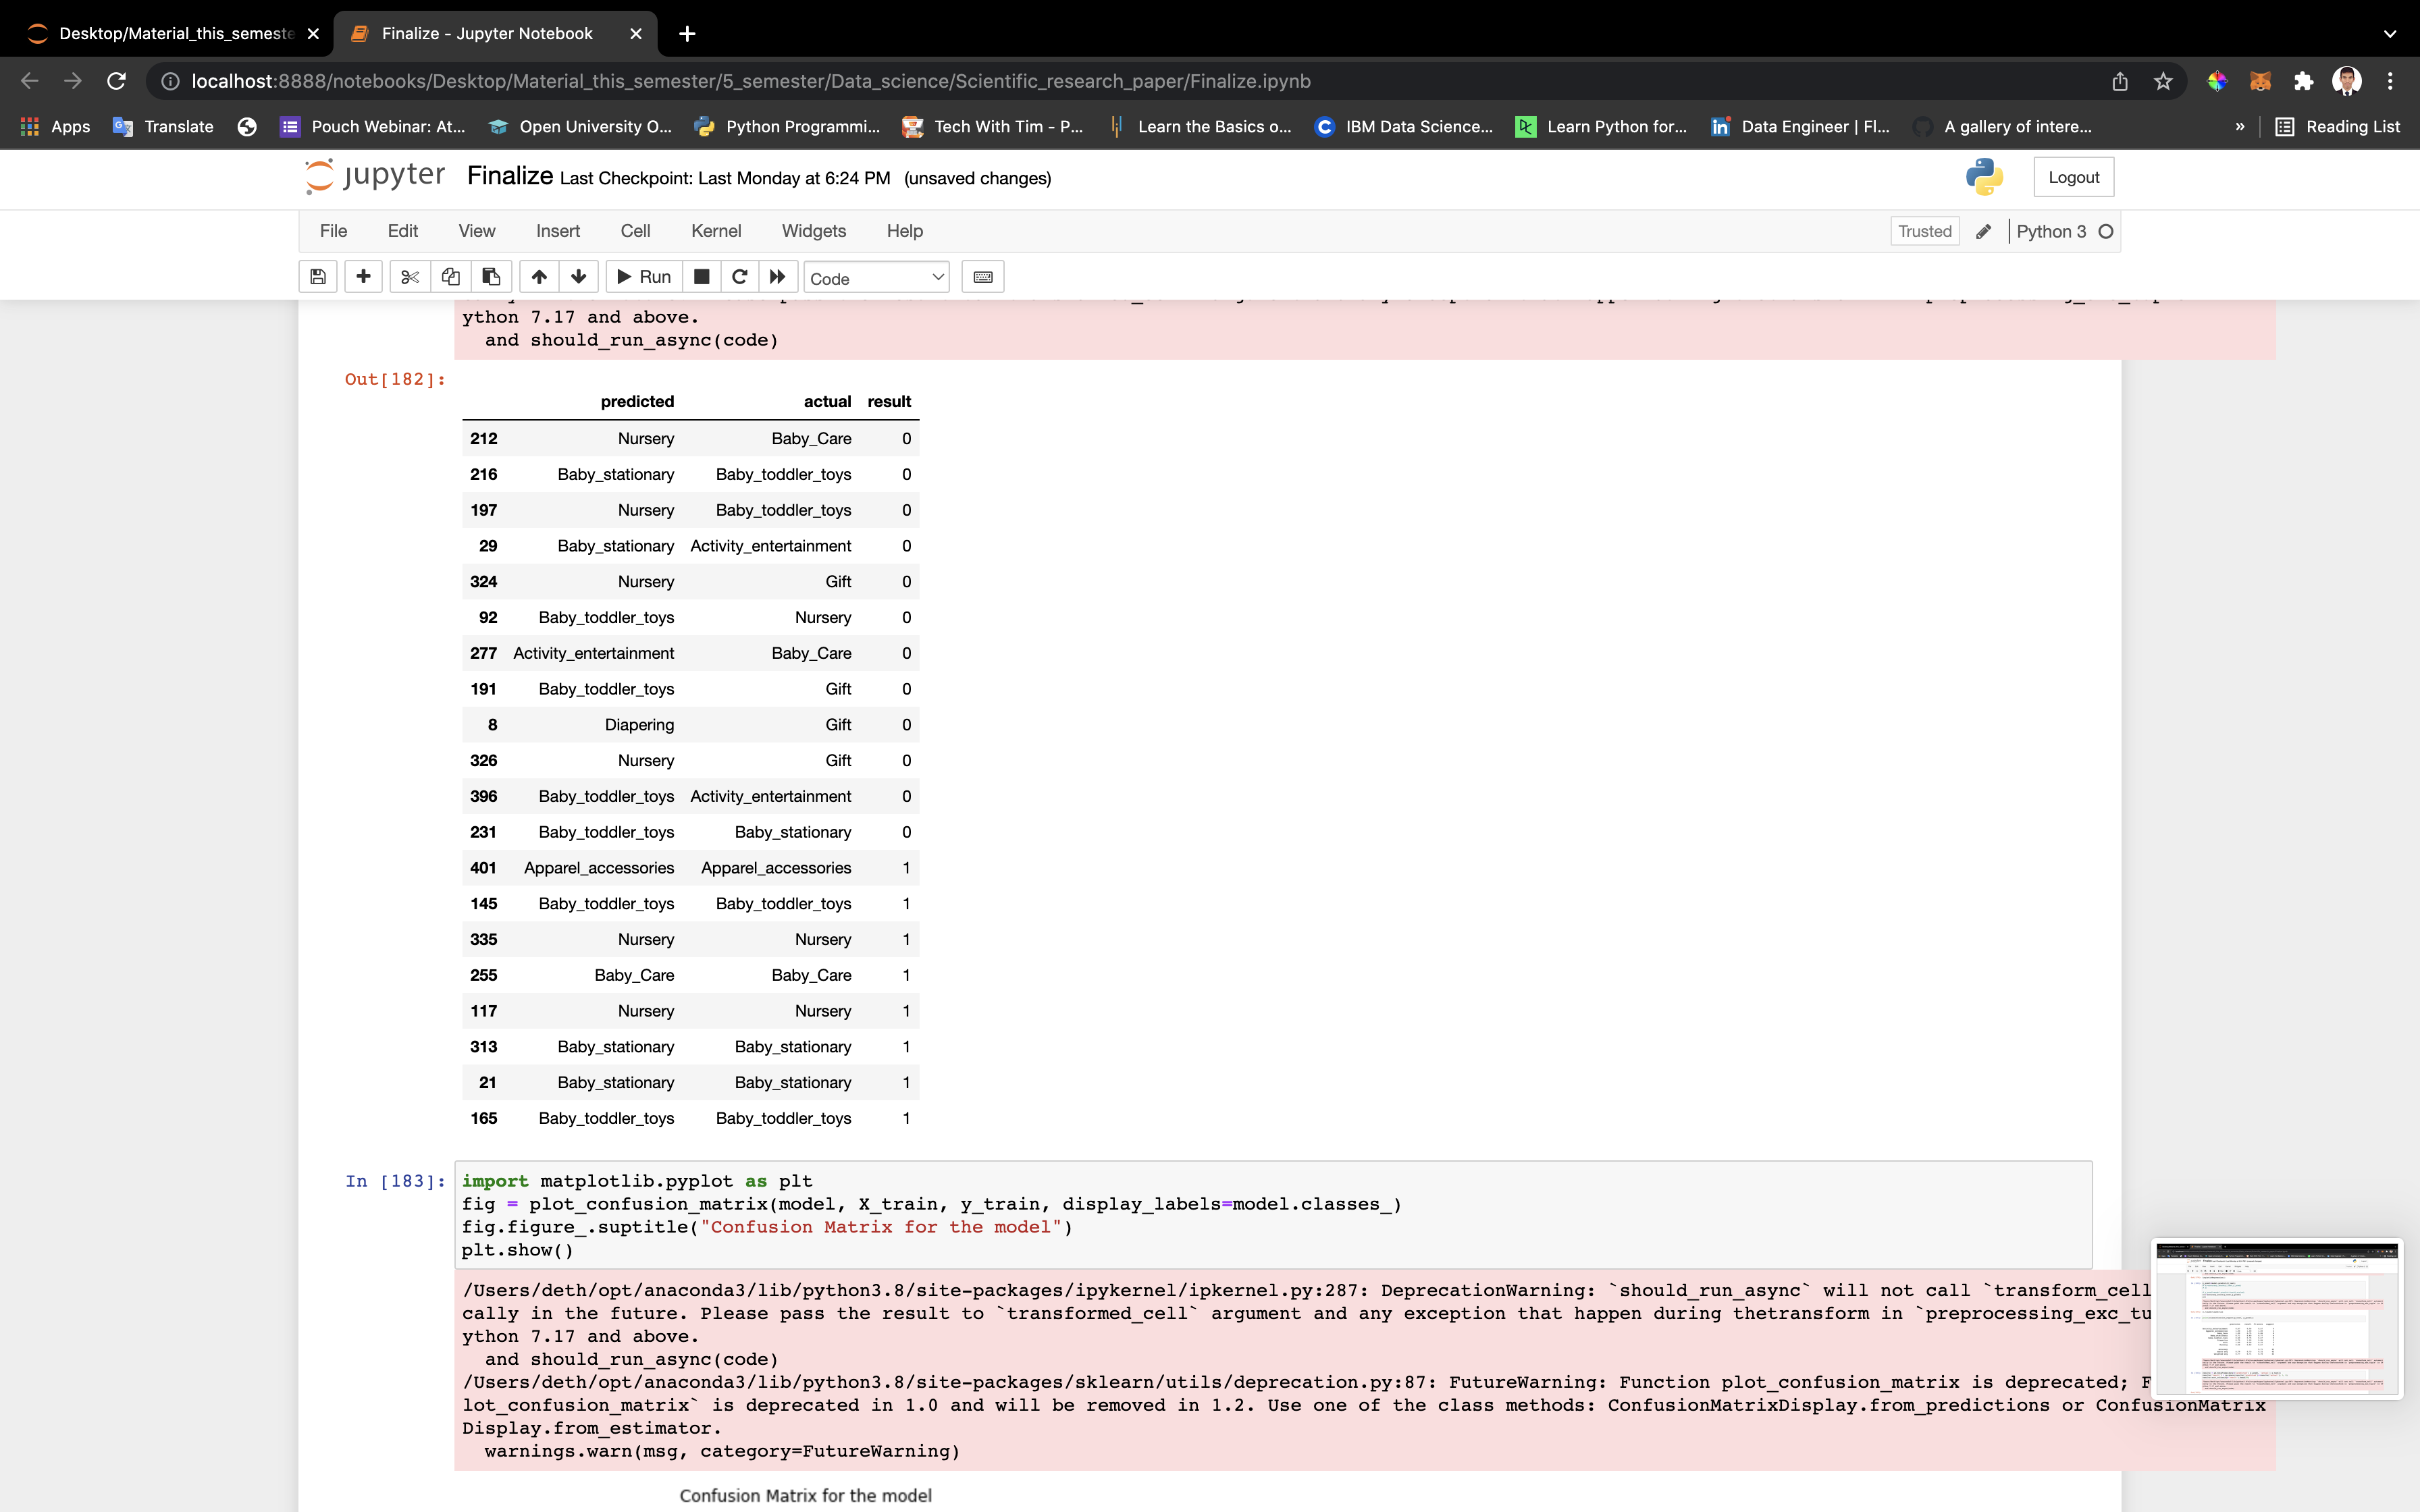 Desktop/Material_this_semeste
Finalize - Jupyter Notebook
localhost:8888/notebooks/Desktop/Material_this_semester/5_semester/Data_science/Scientific_research_paper/Finalize.ipynb
Apps Translate Pouch Webinar: At... Open University O... Python Programmi... Tech With Tim - P... Learn the Basics o... IBM Data Science... Learn Python for... Data Engineer | Fl... A gallery of intere... » Reading List
jupyter Finalize Last Checkpoint: Last Monday at 6:24 PM (unsaved changes) Logout
File Edit View Insert Cell Kernel Widgets Help Trusted Python 3
Run Code
ython 7.17 and above.
and should_run_async(code)
Out[182]:
predicted actual result
212 Nursery Baby_Care 0
216 Baby_stationary Baby_toddler_toys 0
197 Nursery Baby_toddler_toys 0
29 Baby_stationary Activity_entertainment 0
324 Nursery Gift 0
92 Baby_toddler_toys Nursery 0
277 Activity_entertainment Baby_Care 0
191 Baby_toddler_toys Gift 0
8 Diapering Gift 0
326 Nursery Gift 0
396 Baby_toddler_toys Activity_entertainment 0
231 Baby_toddler_toys Baby_stationary 0
401 Apparel_accessories Apparel_accessories 1
145 Baby_toddler_toys Baby_toddler_toys 1
335 Nursery Nursery 1
255 Baby_Care Baby_Care 1
117 Nursery Nursery 1
313 Baby_stationary Baby_stationary 1
21 Baby_stationary Baby_stationary 1
165 Baby_toddler_toys Baby_toddler_toys 1
In [183]: import matplotlib.pyplot as plt
fig = plot_confusion_matrix(model, X_train, y_train, display_labels=model.classes_)
fig.figure_.suptitle("Confusion Matrix for the model")
plt.show()
/Users/deth/opt/anaconda3/lib/python3.8/site-packages/ipykernel/ipkernel.py:287: DeprecationWarning: `should_run_async` will not call `transform_cell
cally in the future. Please pass the result to `transformed_cell` argument and any exception that happen during thetransform in `preprocessing_exc_tu
ython 7.17 and above.
and should_run_async(code)
/Users/deth/opt/anaconda3/lib/python3.8/site-packages/sklearn/utils/deprecation.py:87: FutureWarning: Function plot_confusion_matrix is deprecated; F
lot_confusion_matrix` is deprecated in 1.0 and will be removed in 1.2. Use one of the class methods: ConfusionMatrixDisplay.from_predictions or ConfusionMatrix
Display.from_estimator.
warnings.warn(msg, category=FutureWarning)
Confusion Matrix for the model